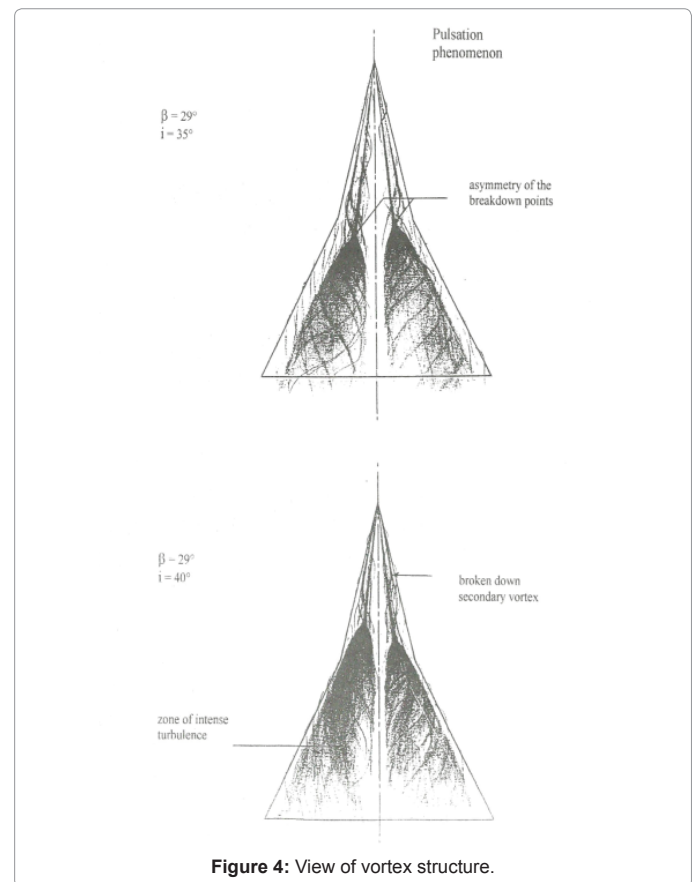 Pulsation
phenomenon
β = 29°
i = 35°
asymmetry of the
breakdown points
β = 29°
i = 40°
broken down
secondary vortex
zone of intense
turbulence
Figure 4: View of vortex structure.